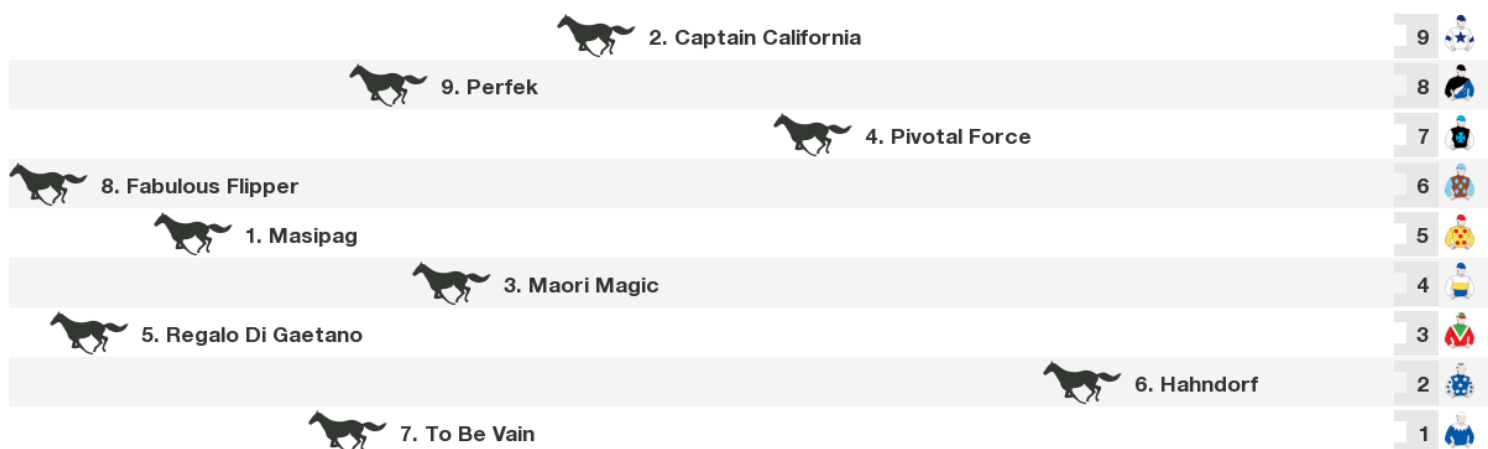 2. Captain California 9
9. Perfek 8
4. Pivotal Force 7
8. Fabulous Flipper 6
1. Masipag 5
3. Maori Magic 4
5. Regalo Di Gaetano 3
6. Hahndorf 2
7. To Be Vain 1